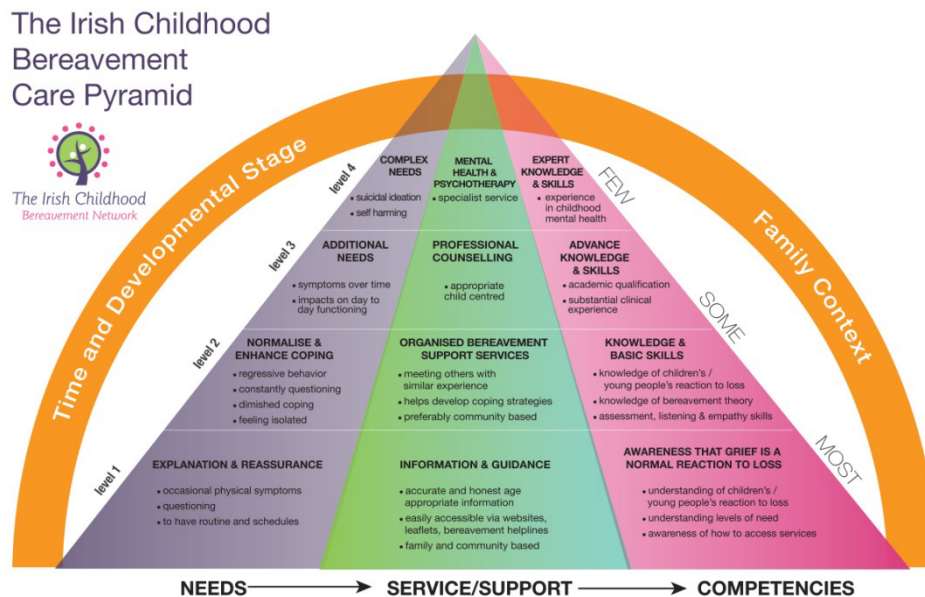 The Irish Childhood
Bereavement
Care Pyramid
The Irish Childhood
Bereavement Network
Time and Developmental Stage
Family Context
level 4
COMPLEX
NEEDS
• suicidal ideation
• self harming
MENTAL
HEALTH &
PSYCHOTHERAPY
• specialist service
EXPERT
KNOWLEDGE
& SKILLS
• experience
in childhood
mental health
FEW
level 3
ADDITIONAL
NEEDS
• symptoms over time
• impacts on day to
day functioning
PROFESSIONAL
COUNSELLING
• appropriate
child centred
ADVANCE
KNOWLEDGE
& SKILLS
• academic qualification
• substantial clinical
experience
SOME
level 2
NORMALISE &
ENHANCE COPING
• regressive behavior
• constantly questioning
• dimished coping
• feeling isolated
ORGANISED BEREAVEMENT
SUPPORT SERVICES
• meeting others with
similar experience
• helps develop coping strategies
• preferably community based
KNOWLEDGE &
BASIC SKILLS
• knowledge of children's /
young people's reaction to loss
• knowledge of bereavement theory
• assessment, listening & empathy skills
MOST
level 1
EXPLANATION & REASSURANCE
• occasional physical symptoms
• questioning
• to have routine and schedules
INFORMATION & GUIDANCE
• accurate and honest age
appropriate information
• easily accessible via websites,
leaflets, bereavement helplines
• family and community based
AWARENESS THAT GRIEF IS A
NORMAL REACTION TO LOSS
• understanding of children's /
young people's reaction to loss
• understanding levels of need
• awareness of how to access services
NEEDS
SERVICE/SUPPORT
COMPETENCIES